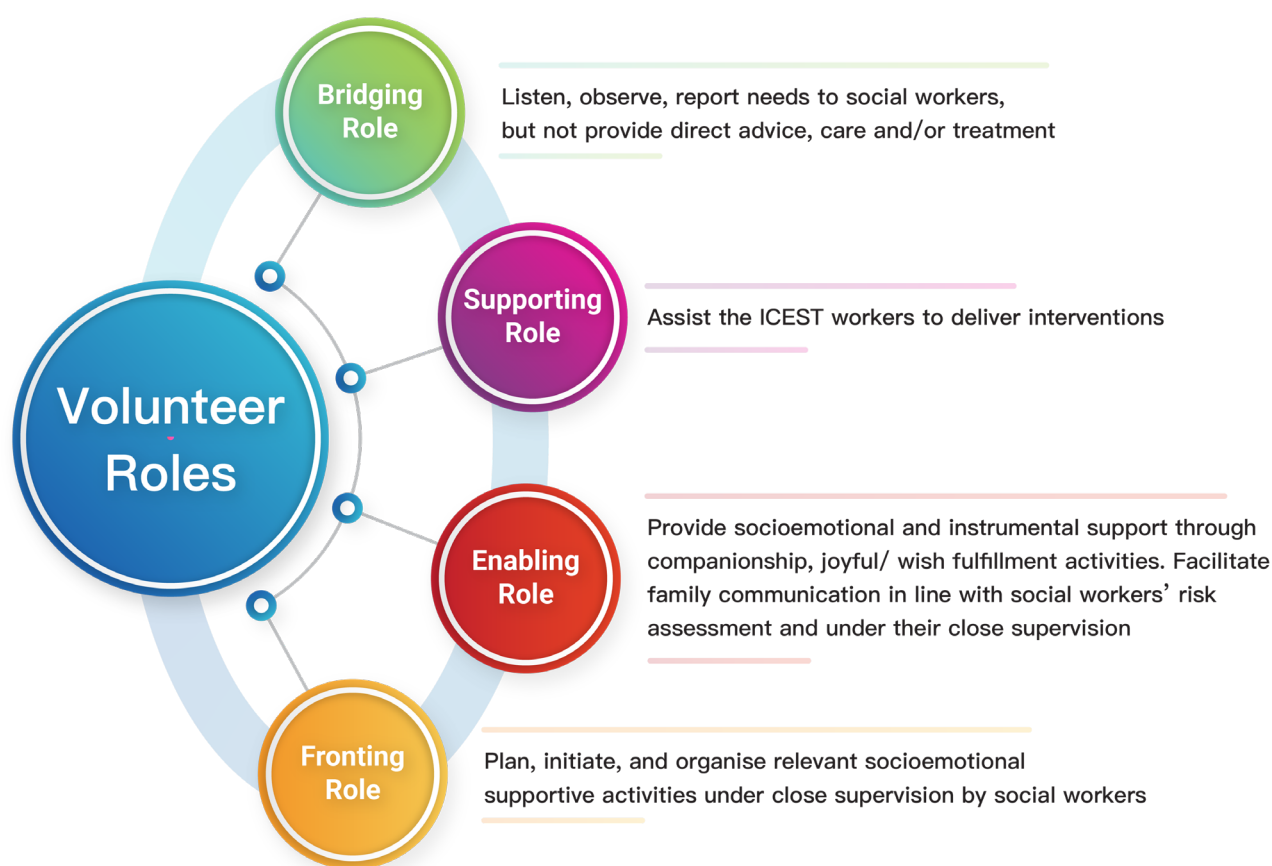 Bridging
Role
Listen, observe, report needs to social workers,
but not provide direct advice, care and/or treatment
Supporting
Role
Assist the ICEST workers to deliver interventions
Volunteer
Roles
Enabling
Role
Provide socioemotional and instrumental support through
companionship, joyful/ wish fulfillment activities. Facilitate
family communication in line with social workers’ risk
assessment and under their close supervision
Fronting
Role
Plan, initiate, and organise relevant socioemotional
supportive activities under close supervision by social workers